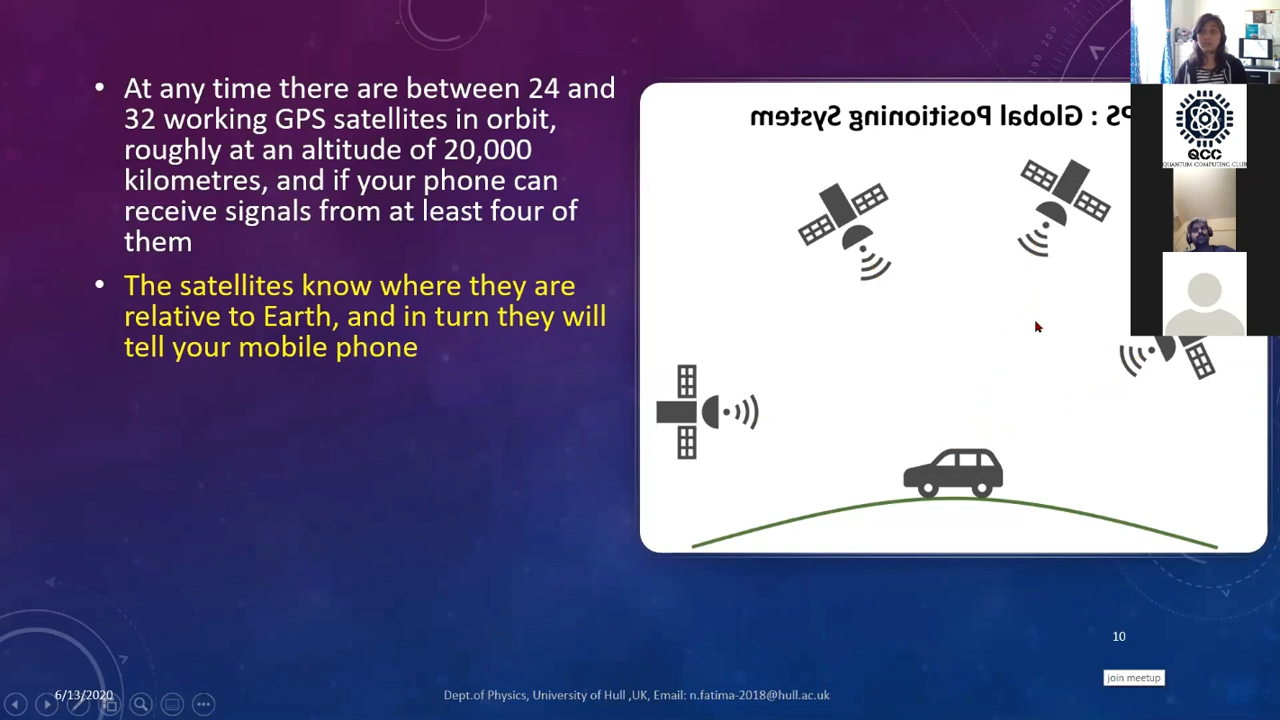 • At any time there are between 24 and
32 working GPS satellites in orbit,
roughly at an altitude of 20,000
kilometres, and if your phone can
receive signals from at least four of
them
• The satellites know where they are
relative to Earth, and in turn they will
tell your mobile phone
PS : Global Positioning System
QCC
QUANTUM COMPUTING CLUB
10
join meetup
6/13/2020
Dept.of Physics, University of Hull ,UK, Email: n.fatima-2018@hull.ac.uk